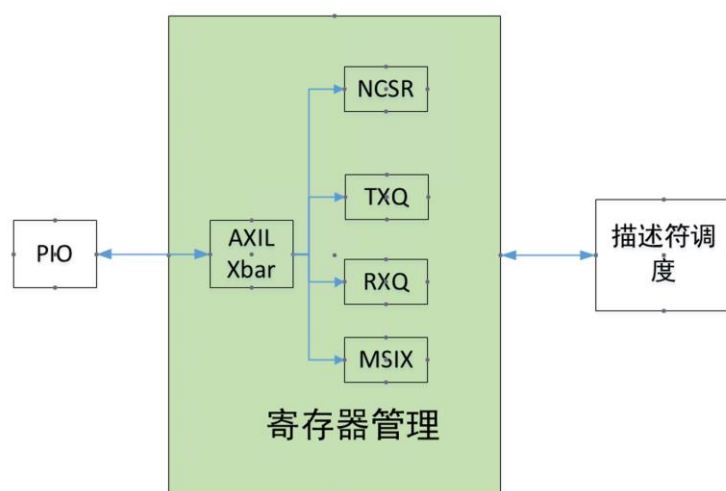 NCSR
TXQ
PIO
AXIL
Xbar
描述符调
度
RXQ
MSIX
寄存器管理